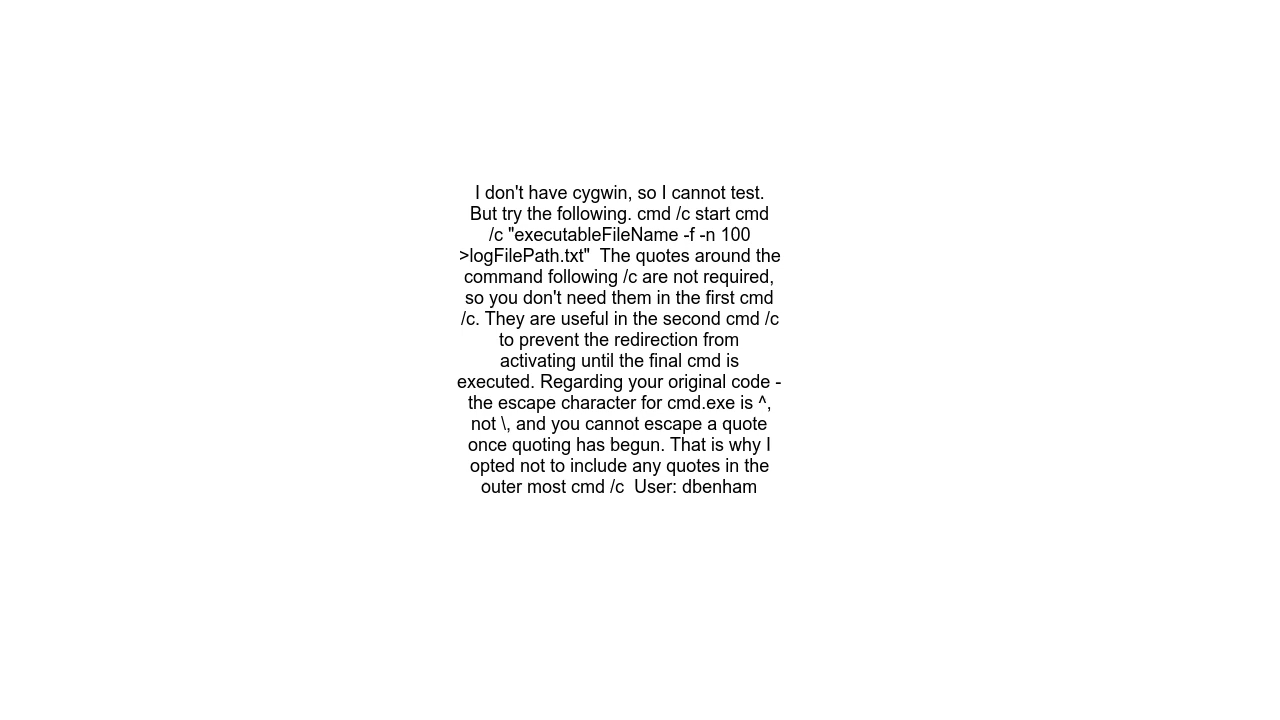 I don't have cygwin, so I cannot test.
But try the following. cmd /c start cmd
/c "executableFileName -f -n 100
>logFilePath.txt"  The quotes around the
command following /c are not required,
so you don't need them in the first cmd
/c. They are useful in the second cmd /c
to prevent the redirection from
activating until the final cmd is
executed. Regarding your original code -
the escape character for cmd.exe is ^,
not \, and you cannot escape a quote
once quoting has begun. That is why I
opted not to include any quotes in the
outer most cmd /c  User: dbenham